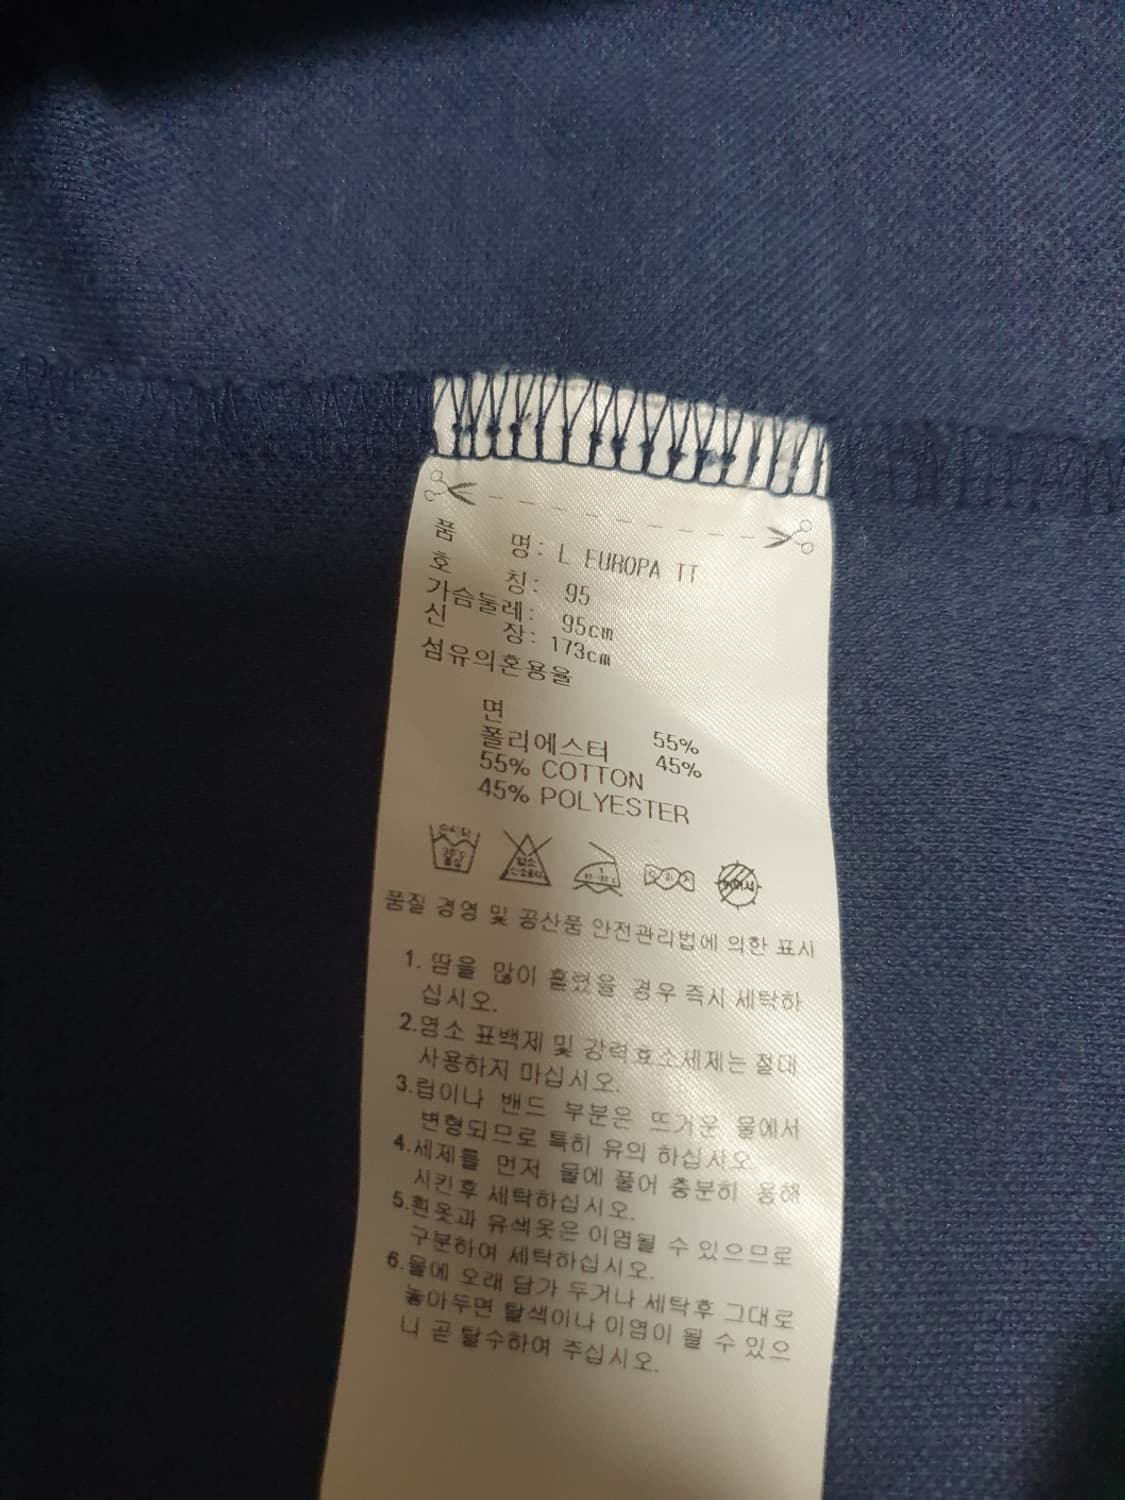 품 명: L EUROPA TT
호 칭: 95
가슴둘레: 95cm
신 장: 173cm
섬유의혼용율
면 55%
폴리에스터 45%
55% COTTON
45% POLYESTER
품질 경영 및 공산품 안전관리법에 의한 표시
1. 땀을 많이 흘렸을 경우 즉시 세탁하
십시오.
2.염소 표백제 및 강력효소세제는 절대
사용하지 마십시오.
3.립이나 밴드 부분은 뜨거운 물에서
변형되므로 특히 유의 하십시오.
4.세제를 먼저 물에 풀어 충분히 용해
시킨후 세탁하십시오.
5.흰옷과 유색옷은 이염될 수 있으므로
구분하여 세탁하십시오.
6.물에 오래 담가 두거나 세탁후 그대로
놓아두면 탈색이나 이염이 될 수 있으
니 곧 탈수하여 주십시오.